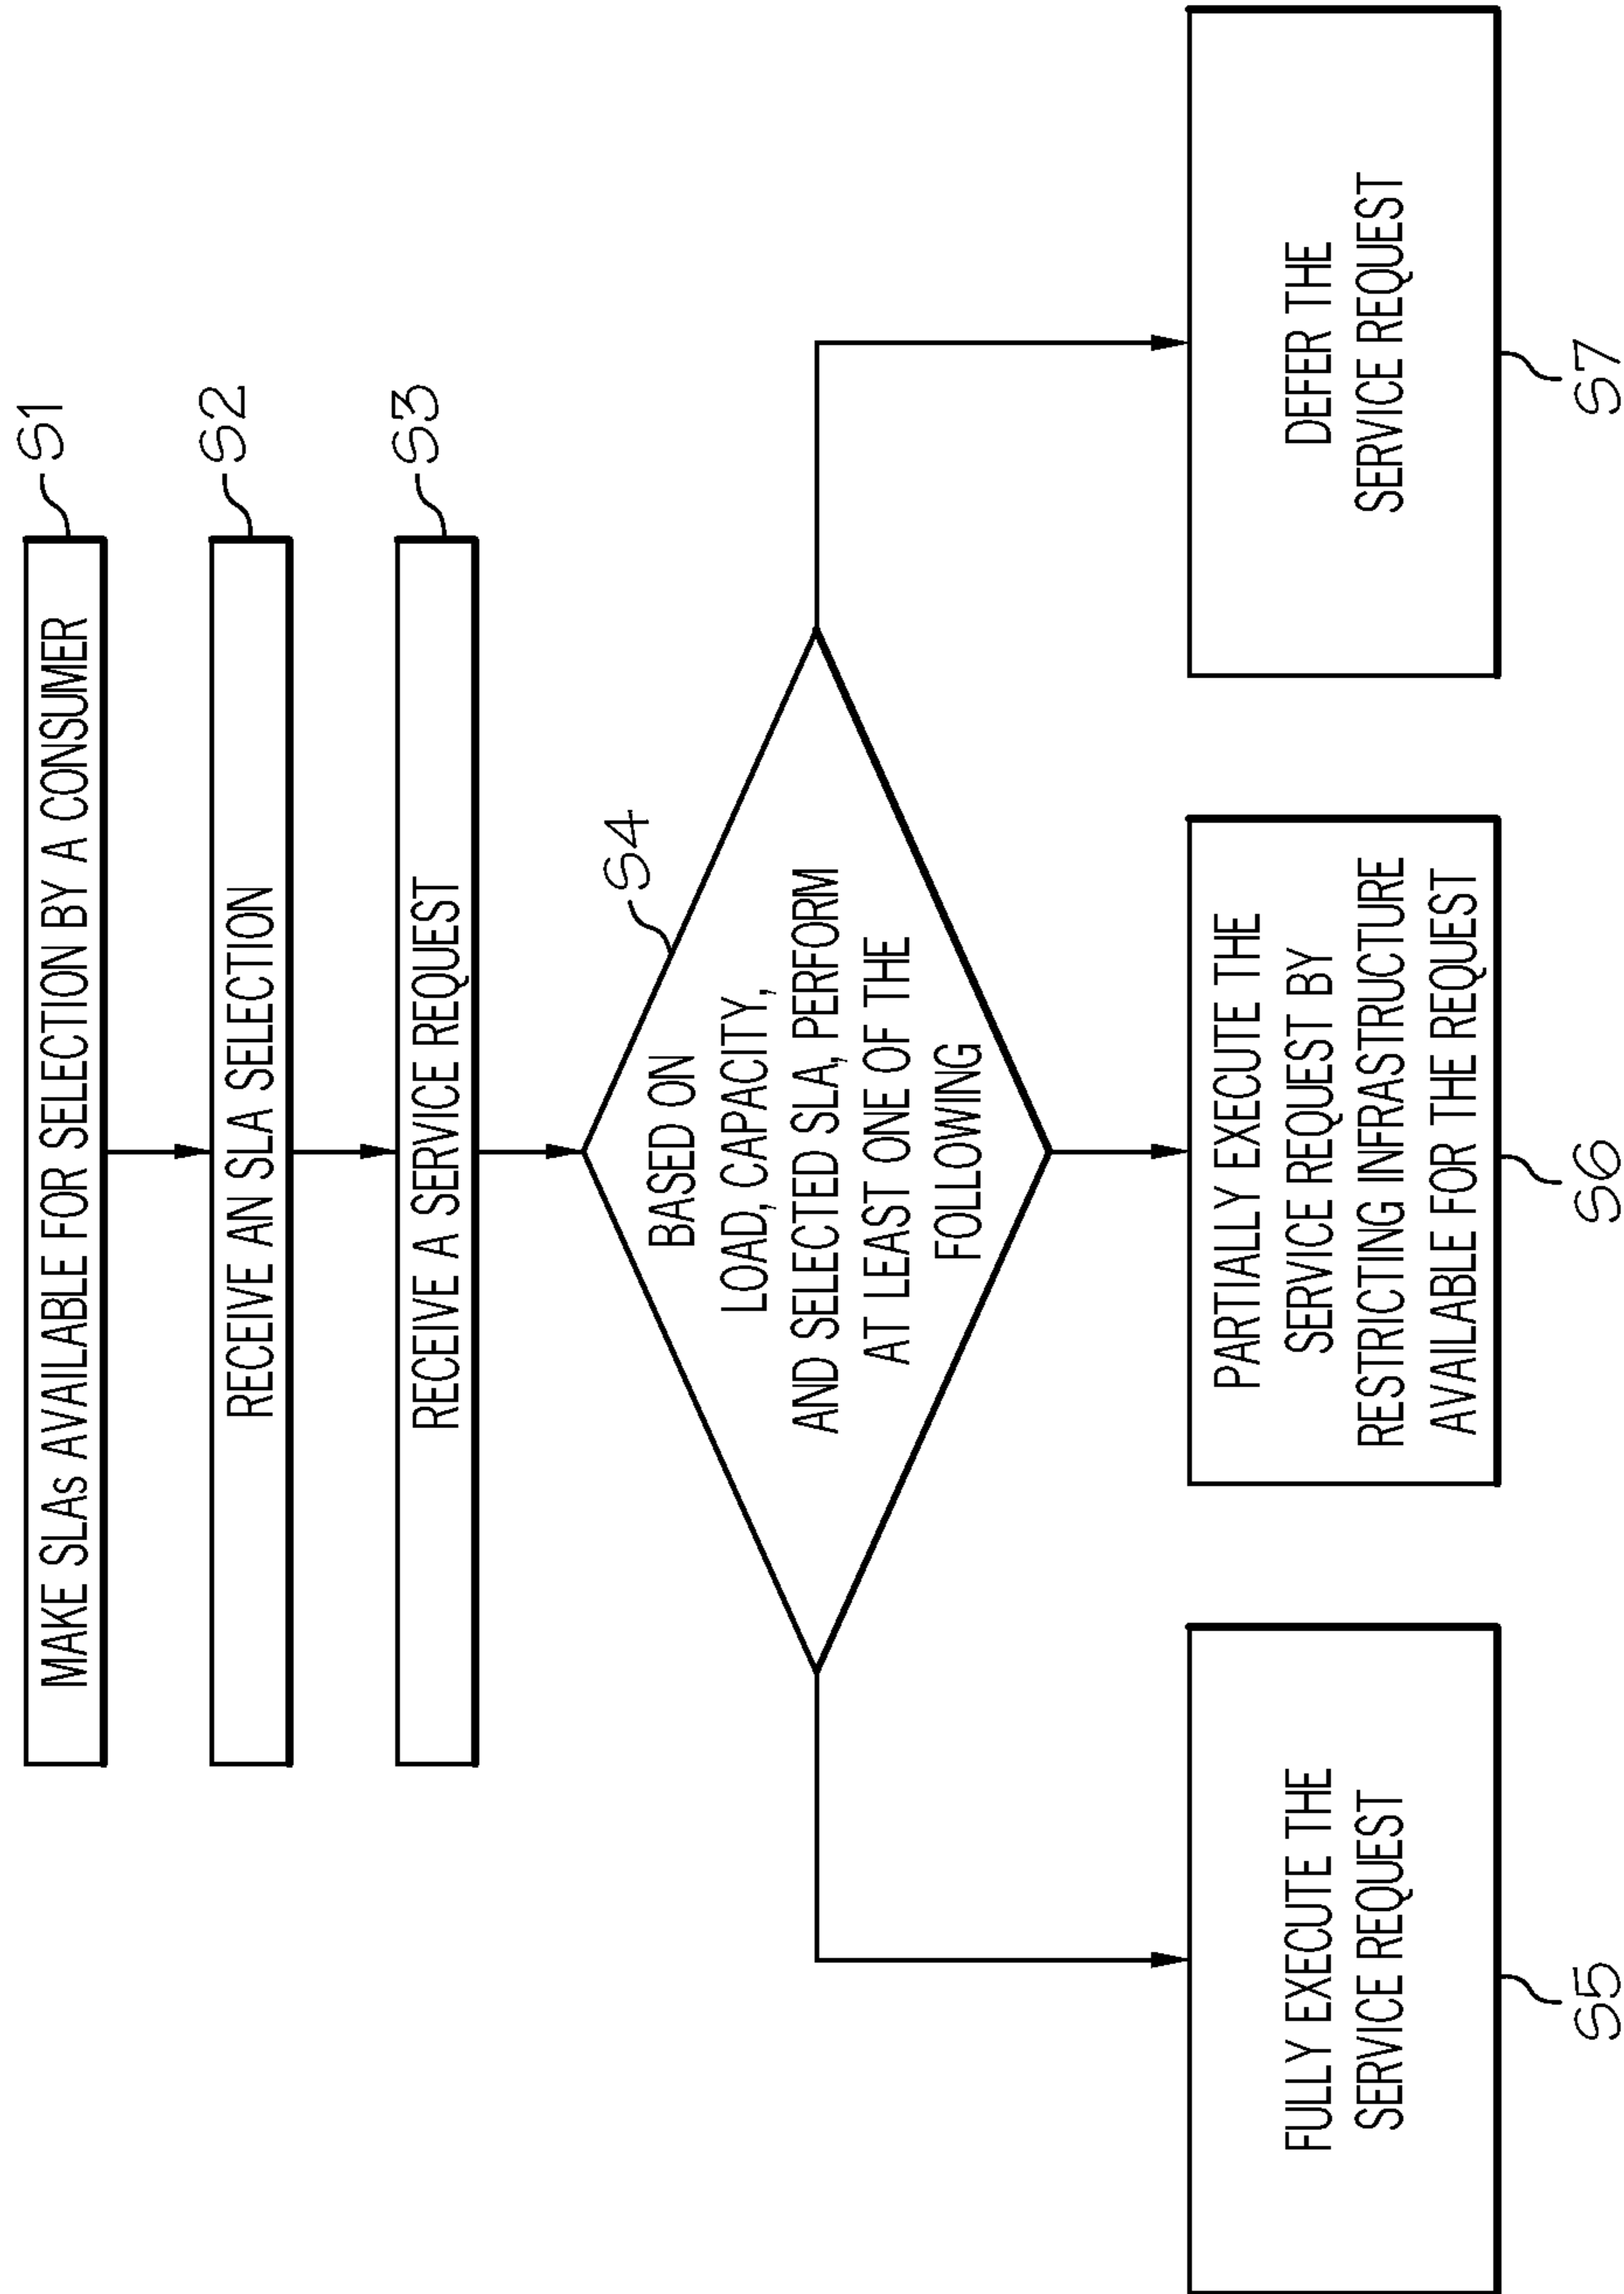 MAKE SLAs AVAILABLE FOR SELECTION BY A CONSUMER
S1
RECEIVE AN SLA SELECTION
S2
RECEIVE A SERVICE REQUEST
S3
S4
BASED ON
LOAD, CAPACITY,
AND SELECTED SLA, PERFORM
AT LEAST ONE OF THE
FOLLOWING
FULLY EXECUTE THE
SERVICE REQUEST
S5
PARTIALLY EXECUTE THE
SERVICE REQUEST BY
RESTRICTING INFRASTRUCTURE
AVAILABLE FOR THE REQUEST
S6
DEFER THE
SERVICE REQUEST
S7